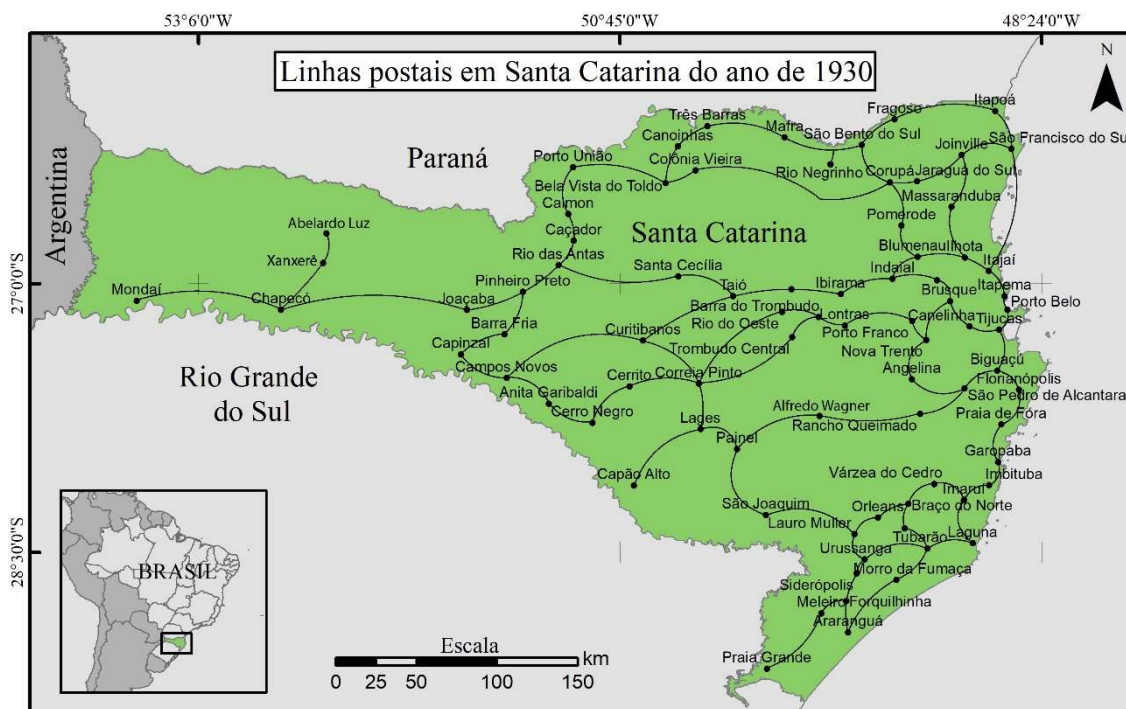 53°6'0"W 50°45'0"W 48°24'0"W
N
Linhas postais em Santa Catarina do ano de 1930
Itapoá
Fragoso
Três Barras
Mafra
São Bento do Sul
Canoinhas
São Francisco do Su
Joinville
Colônia Vieira
Porto União
Paraná
Rio Negrinho
Corupá
Jaraguá do Sul
Bela Vista do Toldo
Argentina
Massaranduba
Calmon
Pomerode
Abelardo Luz
Caçador
Santa Catarina
Blumenau
Ilhota
Rio das Antas
Xanxerê
Santa Cecília
Indaial
Itajaí
27°0'0"S
Pinheiro Preto
Taió
Ibirama
Brusque
Itapema
Mondaí
Chapecó
Joaçaba
Barra do Trombudo
Porto Belo
Rio do Oeste
Lontras
Canelinha
Tijucas
Barra Fria
Curitibanos
Porto Franco
Capinzal
Trombudo Central
Nova Trento
Biguaçú
Rio Grande
do Sul
Campos Novos
Cerrito
Correia Pinto
Angelina
Florianópolis
Anita Garibaldi
São Pedro de Alcantara
Cerro Negro
Alfredo Wagner
Praia de Fóra
Lages
Rancho Queimado
Painel
Garopaba
Capão Alto
Várzea do Cedro
Imbituba
Imaruí
São Joaquim
Orleans
Braço do Norte
Lauro Muller
Tubarão
Laguna
28°30'0"S
Urussanga
BRASIL
Morro da Fumaça
Siderópolis
Meleiro
Forquilhinha
Araranguá
Escala
Praia Grande
km
0 25 50 100 150